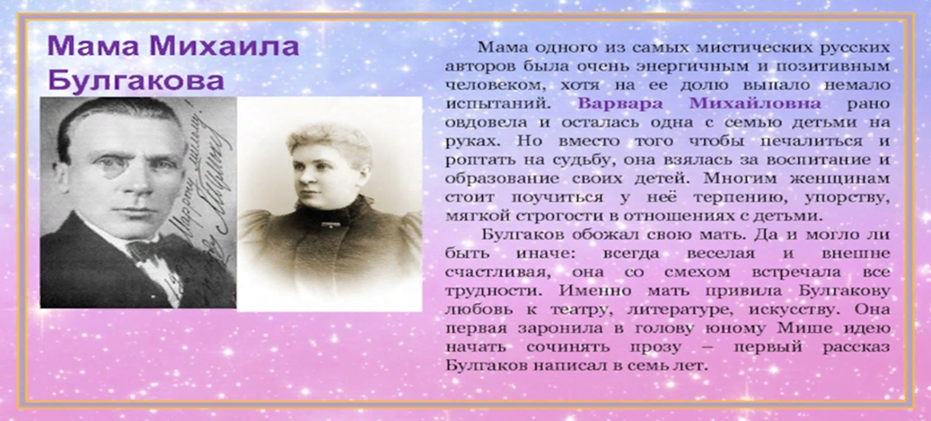 Мама Михаила
Булгакова
Мама одного из самых мистических русских
авторов была очень энергичным и позитивным
человеком, хотя на ее долю выпало немало
испытаний. Варвара Михайловна рано
овдовела и осталась одна с семью детьми на
руках. Но вместо того чтобы печалиться и
роптать на судьбу, она взялась за воспитание и
образование своих детей. Многим женщинам
стоит поучиться у неё терпению, упорству,
мягкой строгости в отношениях с детьми.
Булгаков обожал свою мать. Да и могло ли
быть иначе: всегда веселая и внешне
счастливая, она со смехом встречала все
трудности. Именно мать привила Булгакову
любовь к театру, литературе, искусству. Она
первая заронила в голову юному Мише идею
начать сочинять прозу – первый рассказ
Булгаков написал в семь лет.